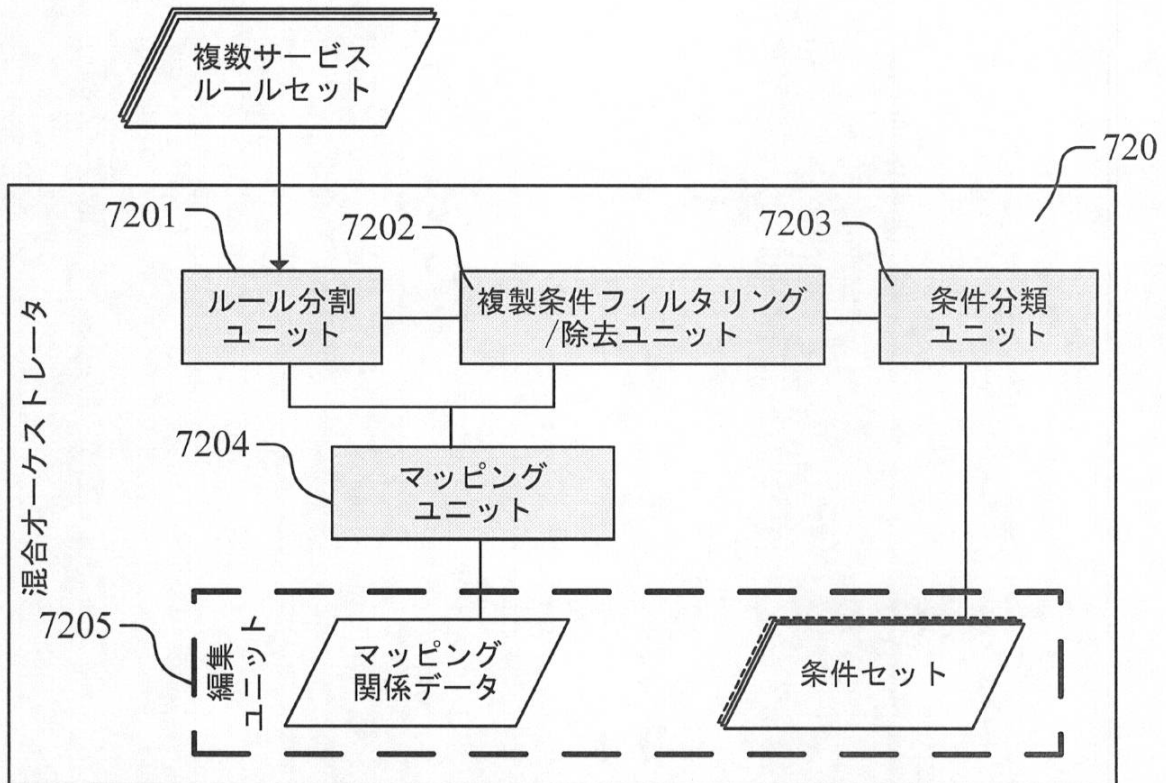 複数サービス
ルールセット
720
7201
7202
7203
ルール分割
ユニット
複製条件フィルタリング
/除去ユニット
条件分類
ユニット
混合オーケストレータ
7204
マッピング
ユニット
7205
編集
ユニット
マッピング
関係データ
条件セット